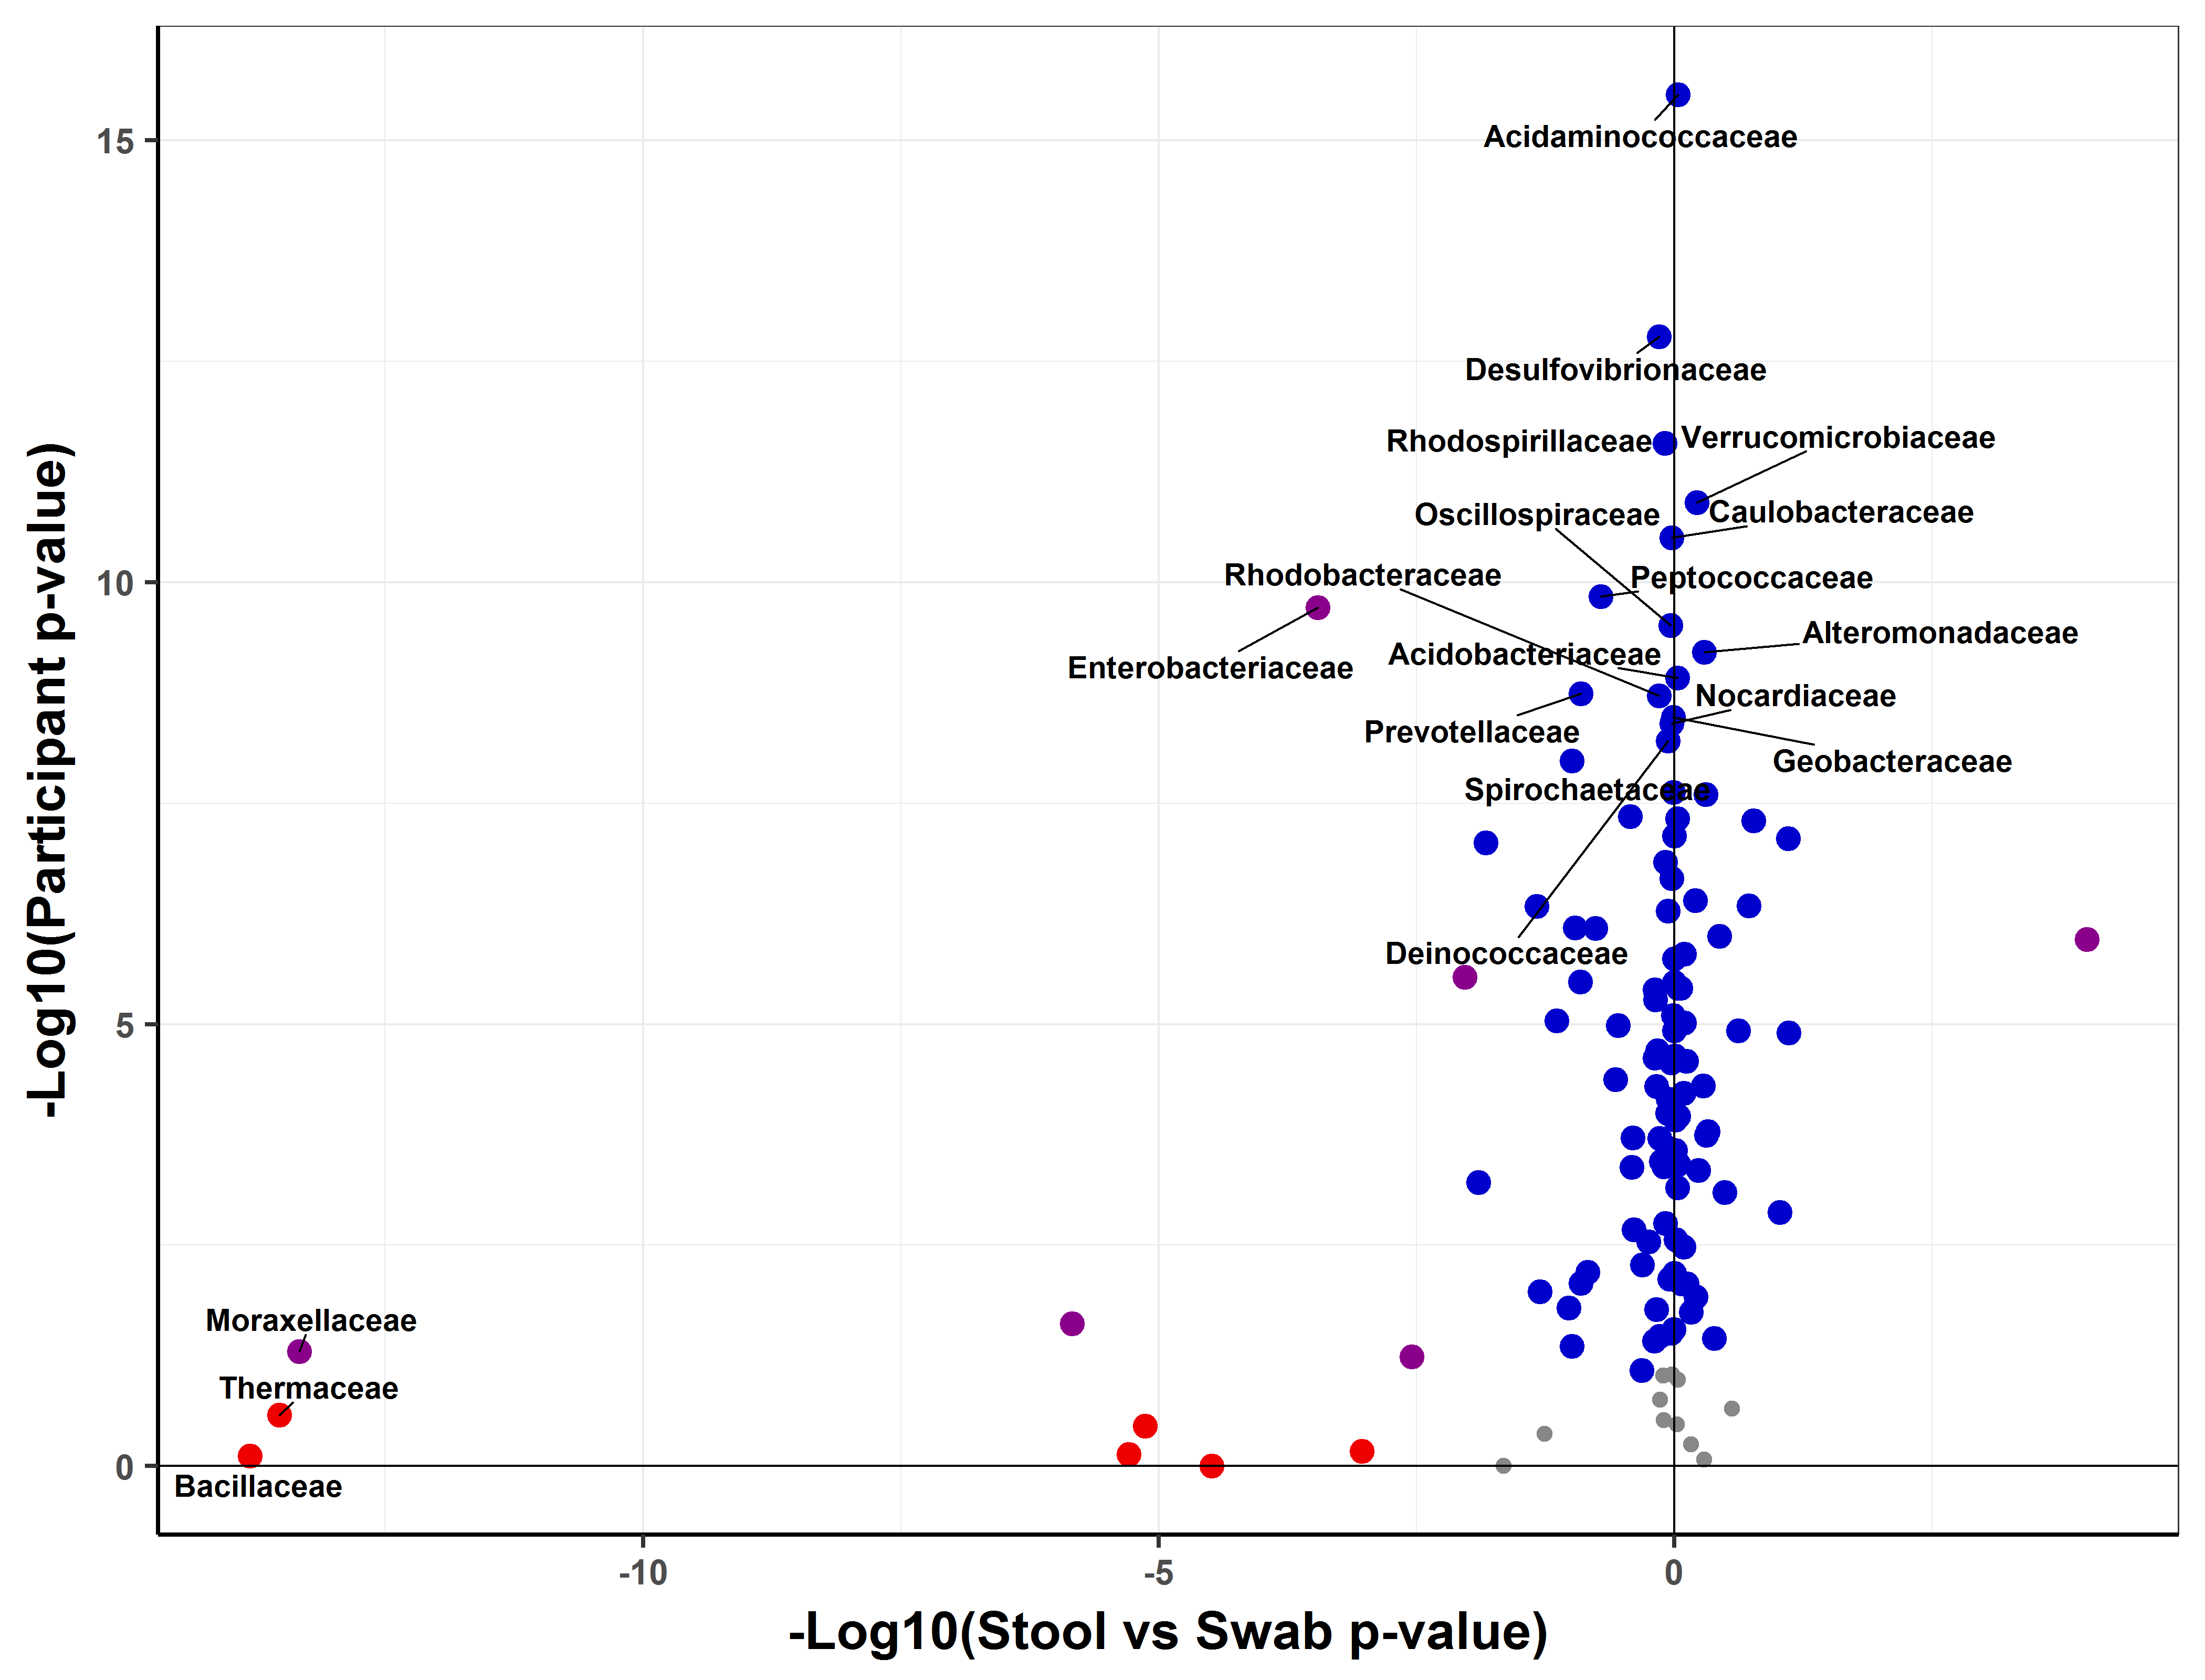 15
Acidaminococcaceae
Desulfovibrionaceae
Rhodospirillaceae
Verrucomicrobiaceae
Oscillospiraceae
Caulobacteraceae
10
Rhodobacteraceae
Peptococcaceae
Alteromonadaceae
Enterobacteriaceae
Acidobacteriaceae
Nocardiaceae
Prevotellaceae
Geobacteraceae
Spirochaetaceae
Deinococcaceae
5
Moraxellaceae
Thermaceae
0
Bacillaceae
-10
-5
0
-Log10(Stool vs Swab p-value)
-Log10(Participant p-value)